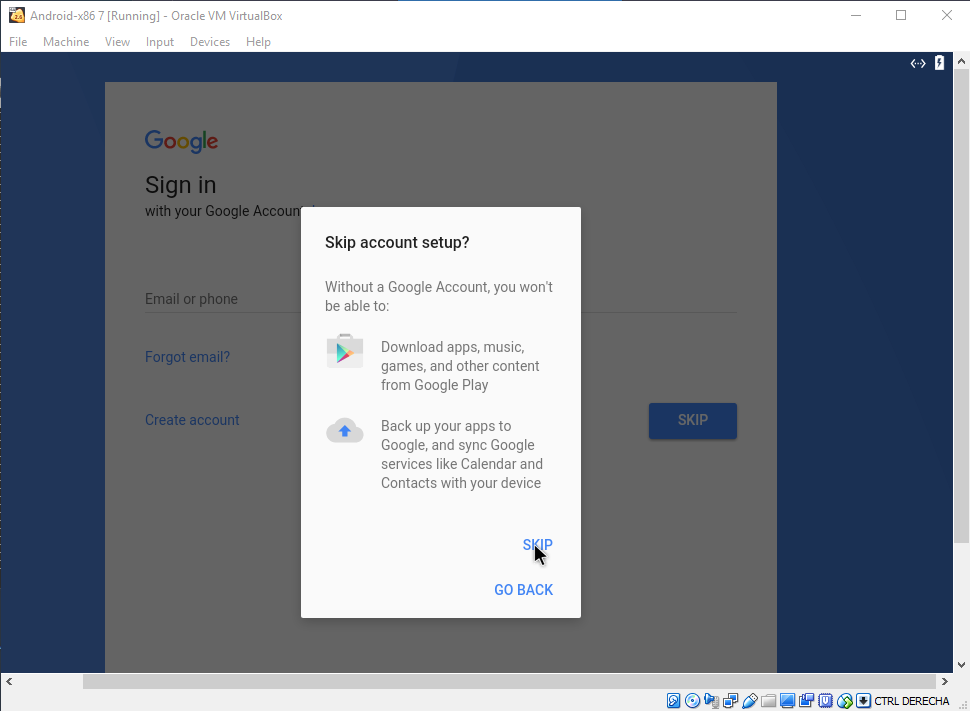 Android-x86 7 [Running] - Oracle VM VirtualBox
File Machine View Input Devices Help
Google
Sign in
with your Google Accoun
Skip account setup?
Without a Google Account, you won't
be able to:
Download apps, music,
games, and other content
from Google Play
Back up your apps to
Google, and sync Google
services like Calendar and
Contacts with your device
SKIP
GO BACK
Email or phone
Forgot email?
Create account
SKIP
CTRL DERECHA